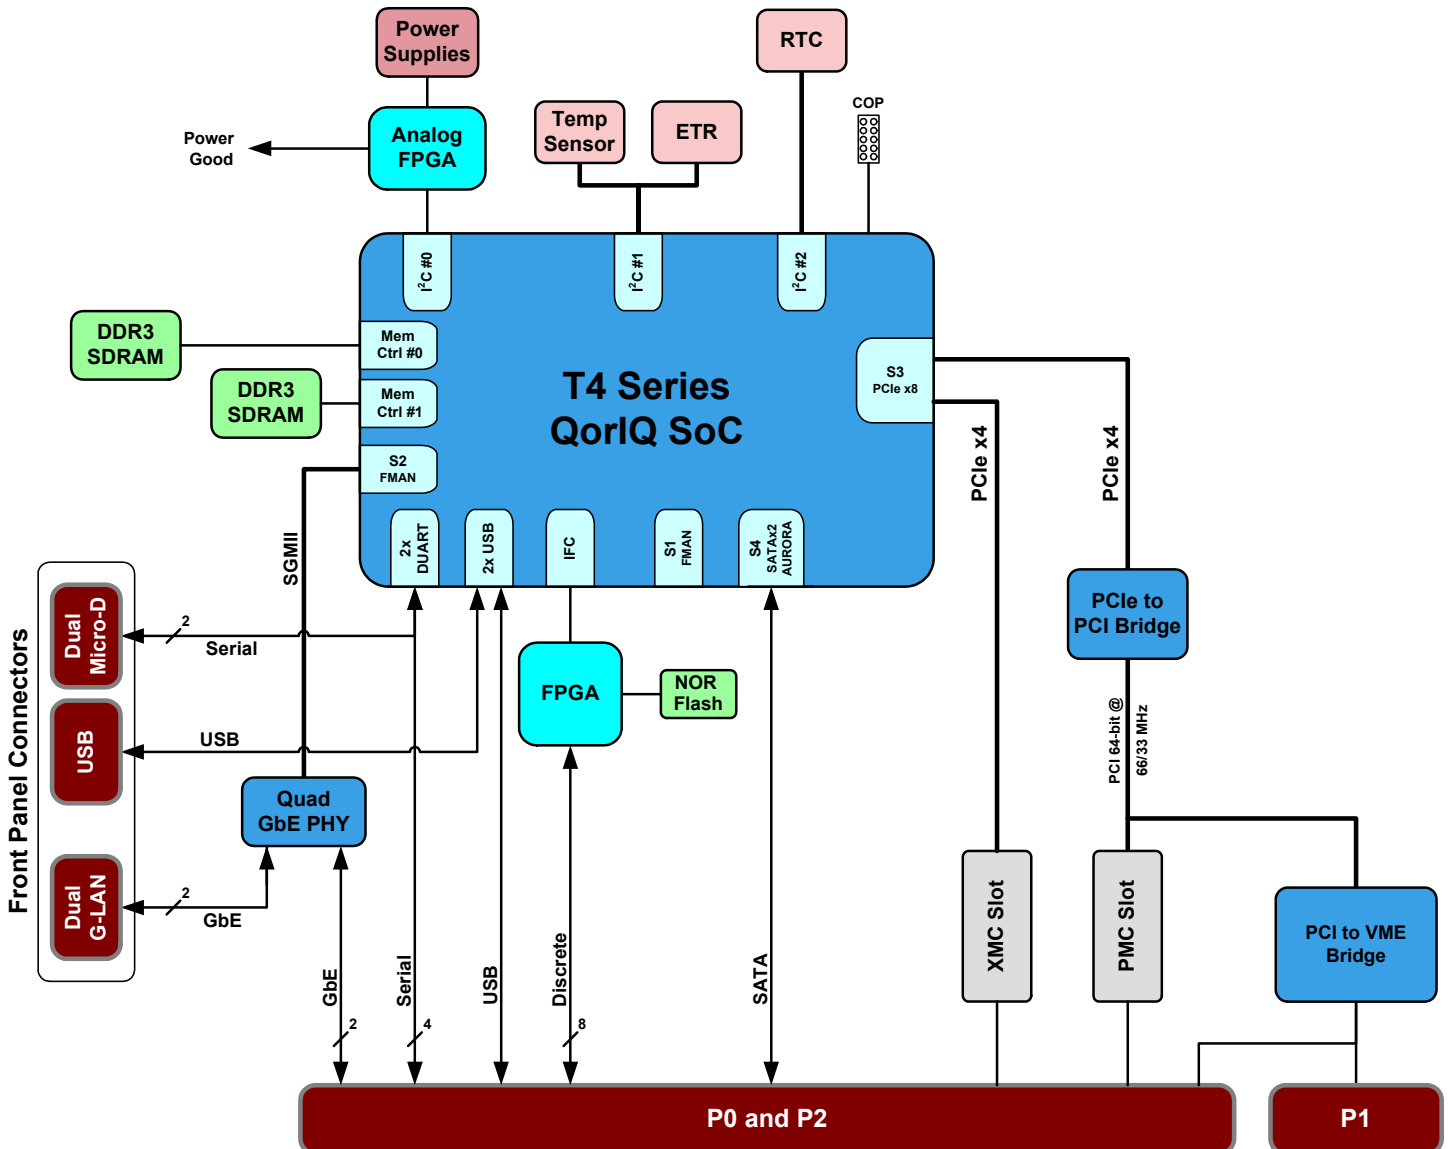 Power
Supplies
RTC
COP
Temp
Sensor
ETR
Analog
FPGA
Power
Good
I²C #0
I²C #1
I²C #2
DDR3
SDRAM
Mem
Ctrl #0
DDR3
SDRAM
Mem
Ctrl #1
T4 Series
QorIQ SoC
S3
PCIe x8
S2
FMAN
2x
DUART
2x USB
IFC
S1
FMAN
S4
SATAx2
AURORA
PCIe x4
PCIe x4
SGMII
Front Panel Connectors
Dual
Micro-D
2
Serial
USB
USB
Dual
G-LAN
2
GbE
Quad
GbE PHY
FPGA
NOR
Flash
PCIe to
PCI Bridge
PCI 64-bit @
66/33 MHz
XMC Slot
PMC Slot
PCI to VME
Bridge
GbE
2
Serial
4
USB
Discrete
8
SATA
P0 and P2
P1